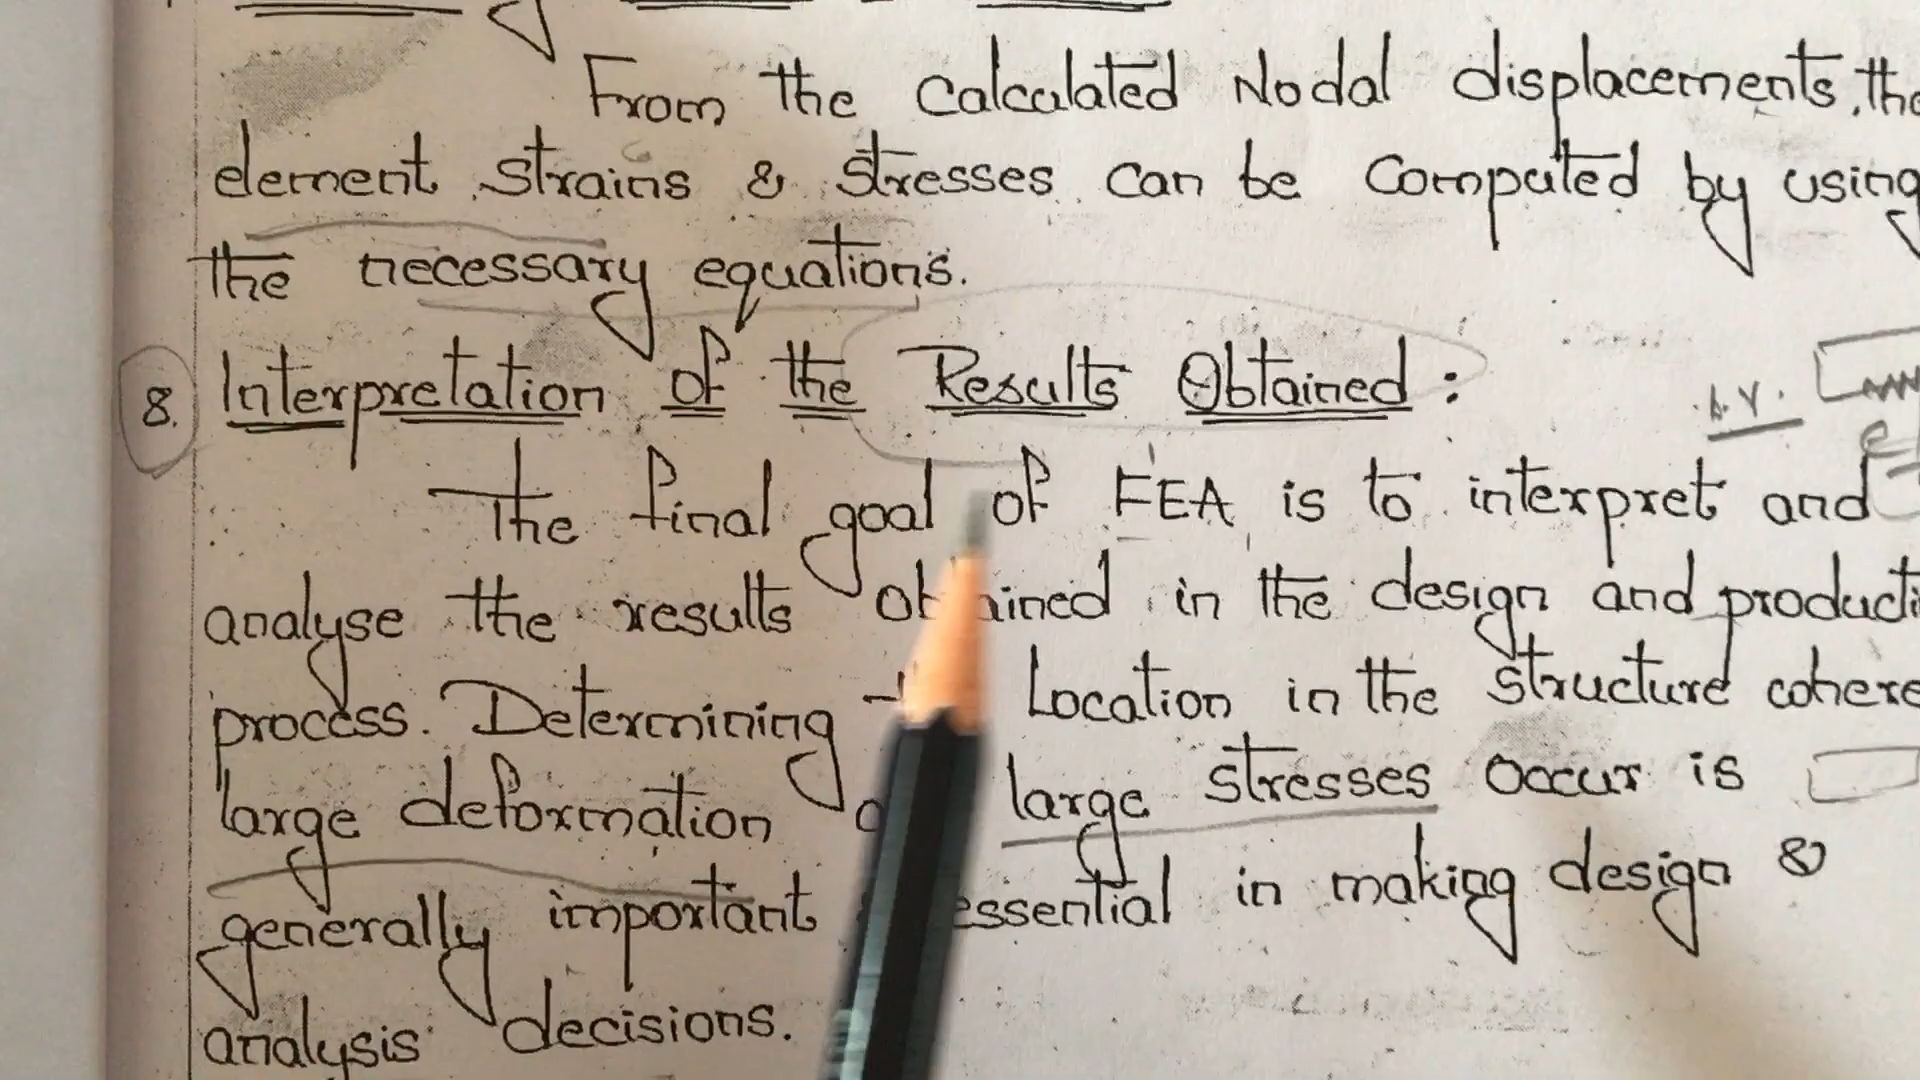 From the Calculated Nodal displacements, the
element strains & stresses can be computed by using
the necessary equations.
8. Interpretation of the Results Obtained:
The final goal of FEA is to interpret and
analyse the results obtained in the design and producti
process. Determining Location in the structure cohere
large deformation large stresses occur is
generally important essential in making design &
analysis decisions.